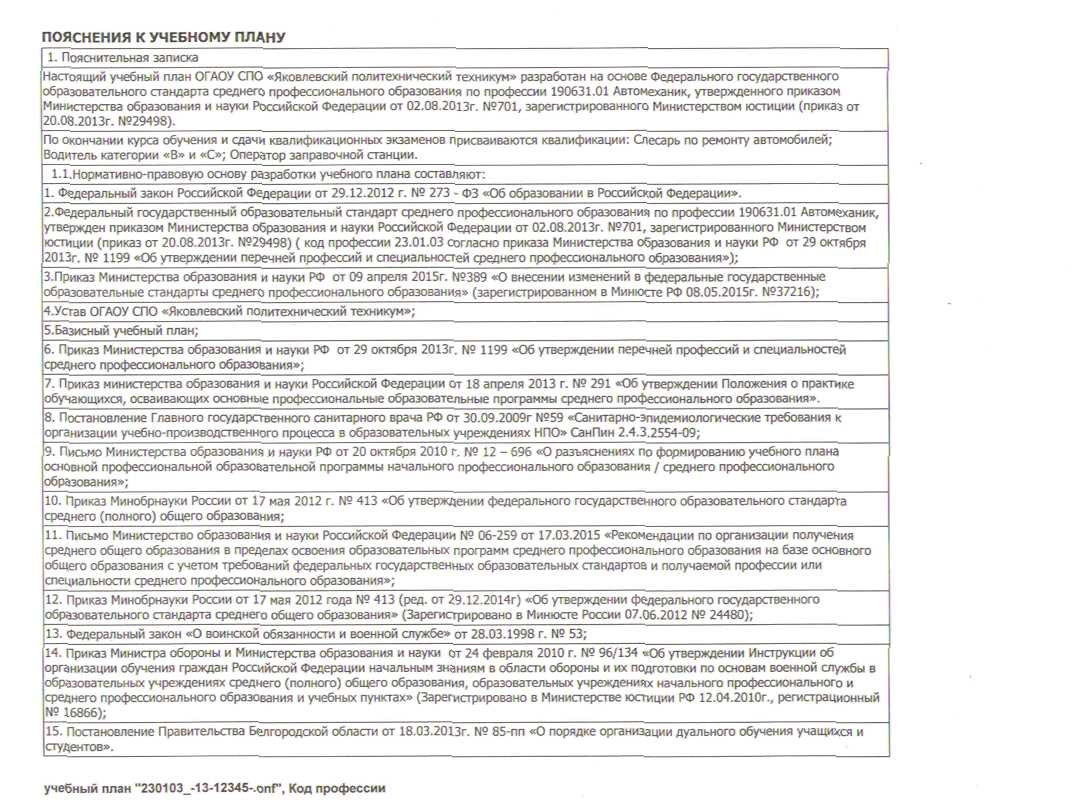 ПОЯСНЕНИЯ К УЧЕБНОМУ ПЛАНУ
1. Пояснительная записка
Настоящий учебный план ОГАОУ СПО «Яковлевский политехнический техникум» разработан на основе Федерального государственного
образовательного стандарта среднего профессионального образования по профессии 190631.01 Автомеханик, утвержденного приказом
Министерства образования и науки Российской Федерации от 02.08.2013г. №701, зарегистрированного Министерством юстиции (приказ от
20.08.2013г. №29498).
По окончании курса обучения и сдачи квалификационных экзаменов присваиваются квалификации: Слесарь по ремонту автомобилей;
Водитель категории «В» и «С»; Оператор заправочной станции.
1.1.Нормативно-правовую основу разработки учебного плана составляют:
1. Федеральный закон Российской Федерации от 29.12.2012 г. № 273 - ФЗ «Об образовании в Российской Федерации».
2.Федеральный государственный образовательный стандарт среднего профессионального образования по профессии 190631.01 Автомеханик,
утвержден приказом Министерства образования и науки Российской Федерации от 02.08.2013г. №701, зарегистрированного Министерством
юстиции (приказ от 20.08.2013г. №29498) ( код профессии 23.01.03 согласно приказа Министерства образования и науки РФ от 29 октября
2013г. № 1199 «Об утверждении перечней профессий и специальностей среднего профессионального образования»);
3.Приказ Министерства образования и науки РФ от 09 апреля 2015г. №389 «О внесении изменений в федеральные государственные
образовательные стандарты среднего профессионального образования» (зарегистрированном в Минюсте РФ 08.05.2015г. №37216);
4.Устав ОГАОУ СПО «Яковлевский политехнический техникум»;
5.Базисный учебный план;
6. Приказ Министерства образования и науки РФ от 29 октября 2013г. № 1199 «Об утверждении перечней профессий и специальностей
среднего профессионального образования»;
7. Приказ министерства образования и науки Российской Федерации от 18 апреля 2013 г. № 291 «Об утверждении Положения о практике
обучающихся, осваивающих основные профессиональные образовательные программы среднего профессионального образования».
8. Постановление Главного государственного санитарного врача РФ от 30.09.2009г №59 «Санитарно-эпидемиологические требования к
организации учебно-производственного процесса в образовательных учреждениях НПО» СанПин 2.4.3.2554-09;
9. Письмо Министерства образования и науки РФ от 20 октября 2010 г. № 12 – 696 «О разъяснениях по формированию учебного плана
основной профессиональной образовательной программы начального профессионального образования / среднего профессионального
образования»;
10. Приказ Минобрнауки России от 17 мая 2012 г. № 413 «Об утверждении федерального государственного образовательного стандарта
среднего (полного) общего образования;
11. Письмо Министерство образования и науки Российской Федерации № 06-259 от 17.03.2015 «Рекомендации по организации получения
среднего общего образования в пределах освоения образовательных программ среднего профессионального образования на базе основного
общего образования с учетом требований федеральных государственных образовательных стандартов и получаемой профессии или
специальности среднего профессионального образования»;
12. Приказ Минобрнауки России от 17 мая 2012 года № 413 (ред. от 29.12.2014г) «Об утверждении федерального государственного
образовательного стандарта среднего общего образования» (Зарегистрировано в Минюсте России 07.06.2012 № 24480);
13. Федеральный закон «О воинской обязанности и военной службе» от 28.03.1998 г. № 53;
14. Приказ Министра обороны и Министерства образования и науки от 24 февраля 2010 г. № 96/134 «Об утверждении Инструкции об
организации обучения граждан Российской Федерации начальным знаниям в области обороны и их подготовки по основам военной службы в
образовательных учреждениях среднего (полного) общего образования, образовательных учреждениях начального профессионального и
среднего профессионального образования и учебных пунктах» (Зарегистрировано в Министерстве юстиции РФ 12.04.2010г., регистрационный
№ 16866);
15. Постановление Правительства Белгородской области от 18.03.2013г. № 85-пп «О порядке организации дуального обучения учащихся и
студентов».
учебный план "230103_-13-12345-.onf", Код профессии